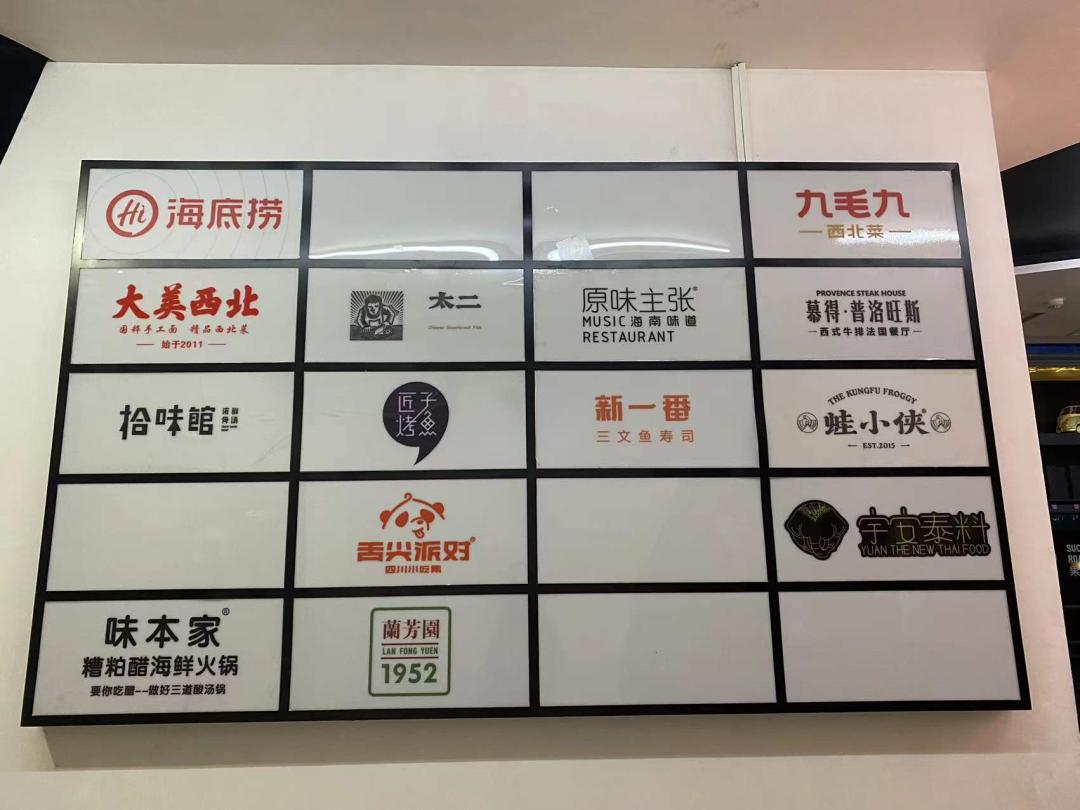 Hi 海底捞
九毛九
西北菜
大美西北
国粹手工面 精品西北菜
始于2011
太二
Chinese Sauerkraut Fish
原味主张®
MUSIC 海南味道
RESTAURANT
PROVENCE STEAK HOUSE
慕得·普洛旺斯
西式牛排法国餐厅
拾味館
匠子
烤魚
新一番
三文鱼寿司
THE KUNGFU FROGGY
蛙小侠®
EST.2015
舌尖派对®
四川小吃集
宇安泰料
YUAN THE NEW THAI FOOD
味本家®
糟粕醋海鲜火锅
要你吃醋--做好三道酸汤锅
蘭芳園
LAN FONG YUEN
1952